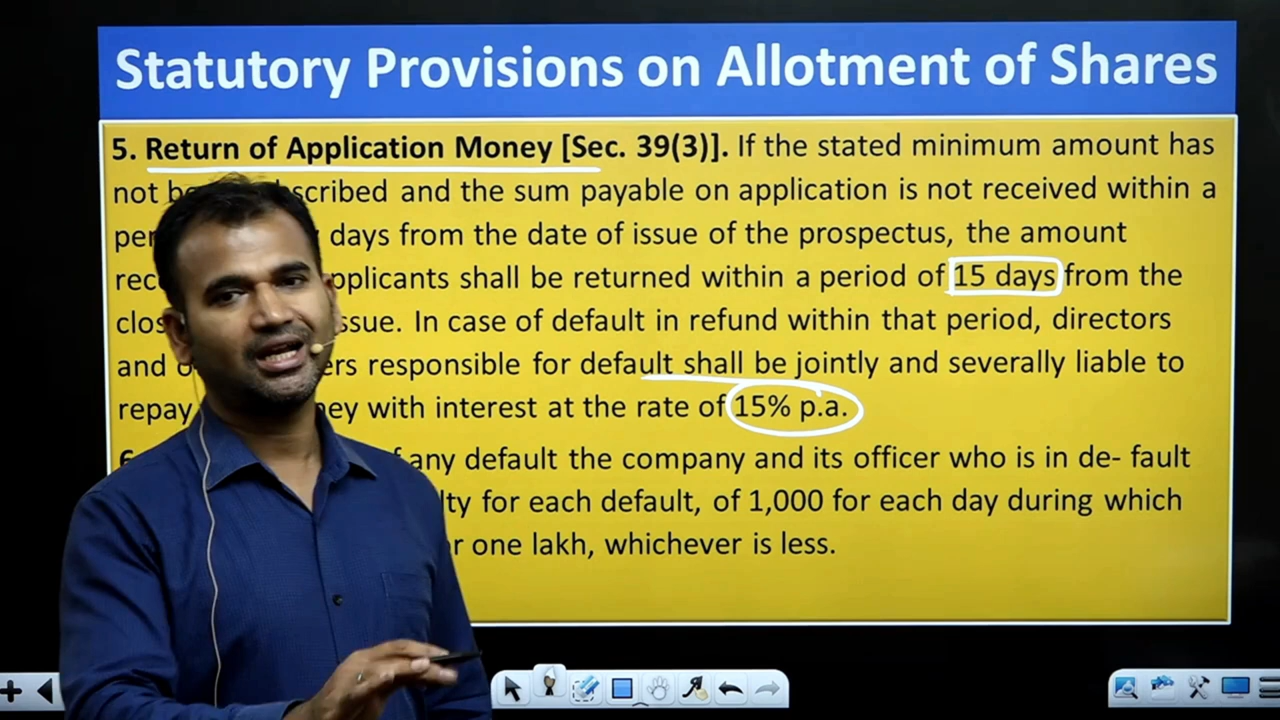 Statutory Provisions on Allotment of Shares
5. Return of Application Money [Sec. 39(3)]. If the stated minimum amount has
not scribed and the sum payable on application is not received within a
days from the date of issue of the prospectus, the amount
pplicants shall be returned within a period of 15 days from the
ssue. In case of default in refund within that period, directors
and ers responsible for default shall be jointly and severally liable to
repay ey with interest at the rate of 15% p.a.
any default the company and its officer who is in de- fault
lty for each default, of 1,000 for each day during which
r one lakh, whichever is less.